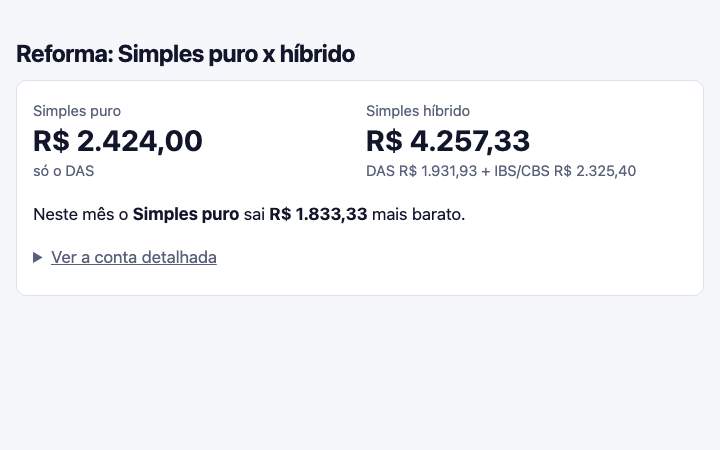 Reforma: Simples puro x híbrido
Simples puro
R$ 2.424,00
só o DAS
Simples híbrido
R$ 4.257,33
DAS R$ 1.931,93 + IBS/CBS R$ 2.325,40
Neste mês o Simples puro sai R$ 1.833,33 mais barato.
Ver a conta detalhada